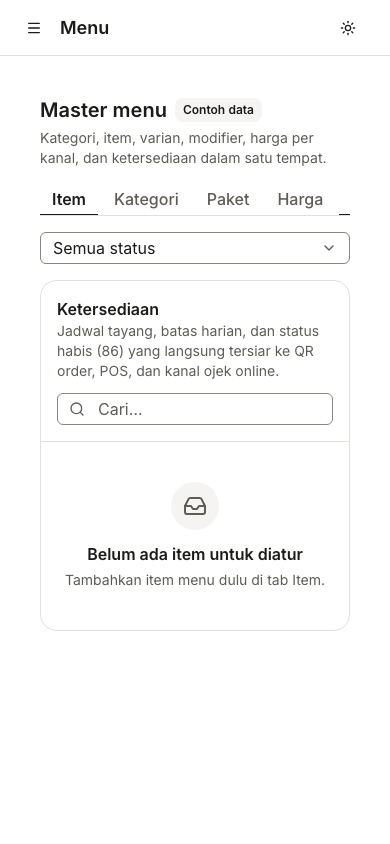 Menu
Master menu
Contoh data
Kategori, item, varian, modifier, harga per
kanal, dan ketersediaan dalam satu tempat.
Item
Kategori
Paket
Harga
Semua status
Ketersediaan
Jadwal tayang, batas harian, dan status
habis (86) yang langsung tersiar ke QR
order, POS, dan kanal ojek online.
Cari...
Belum ada item untuk diatur
Tambahkan item menu dulu di tab Item.